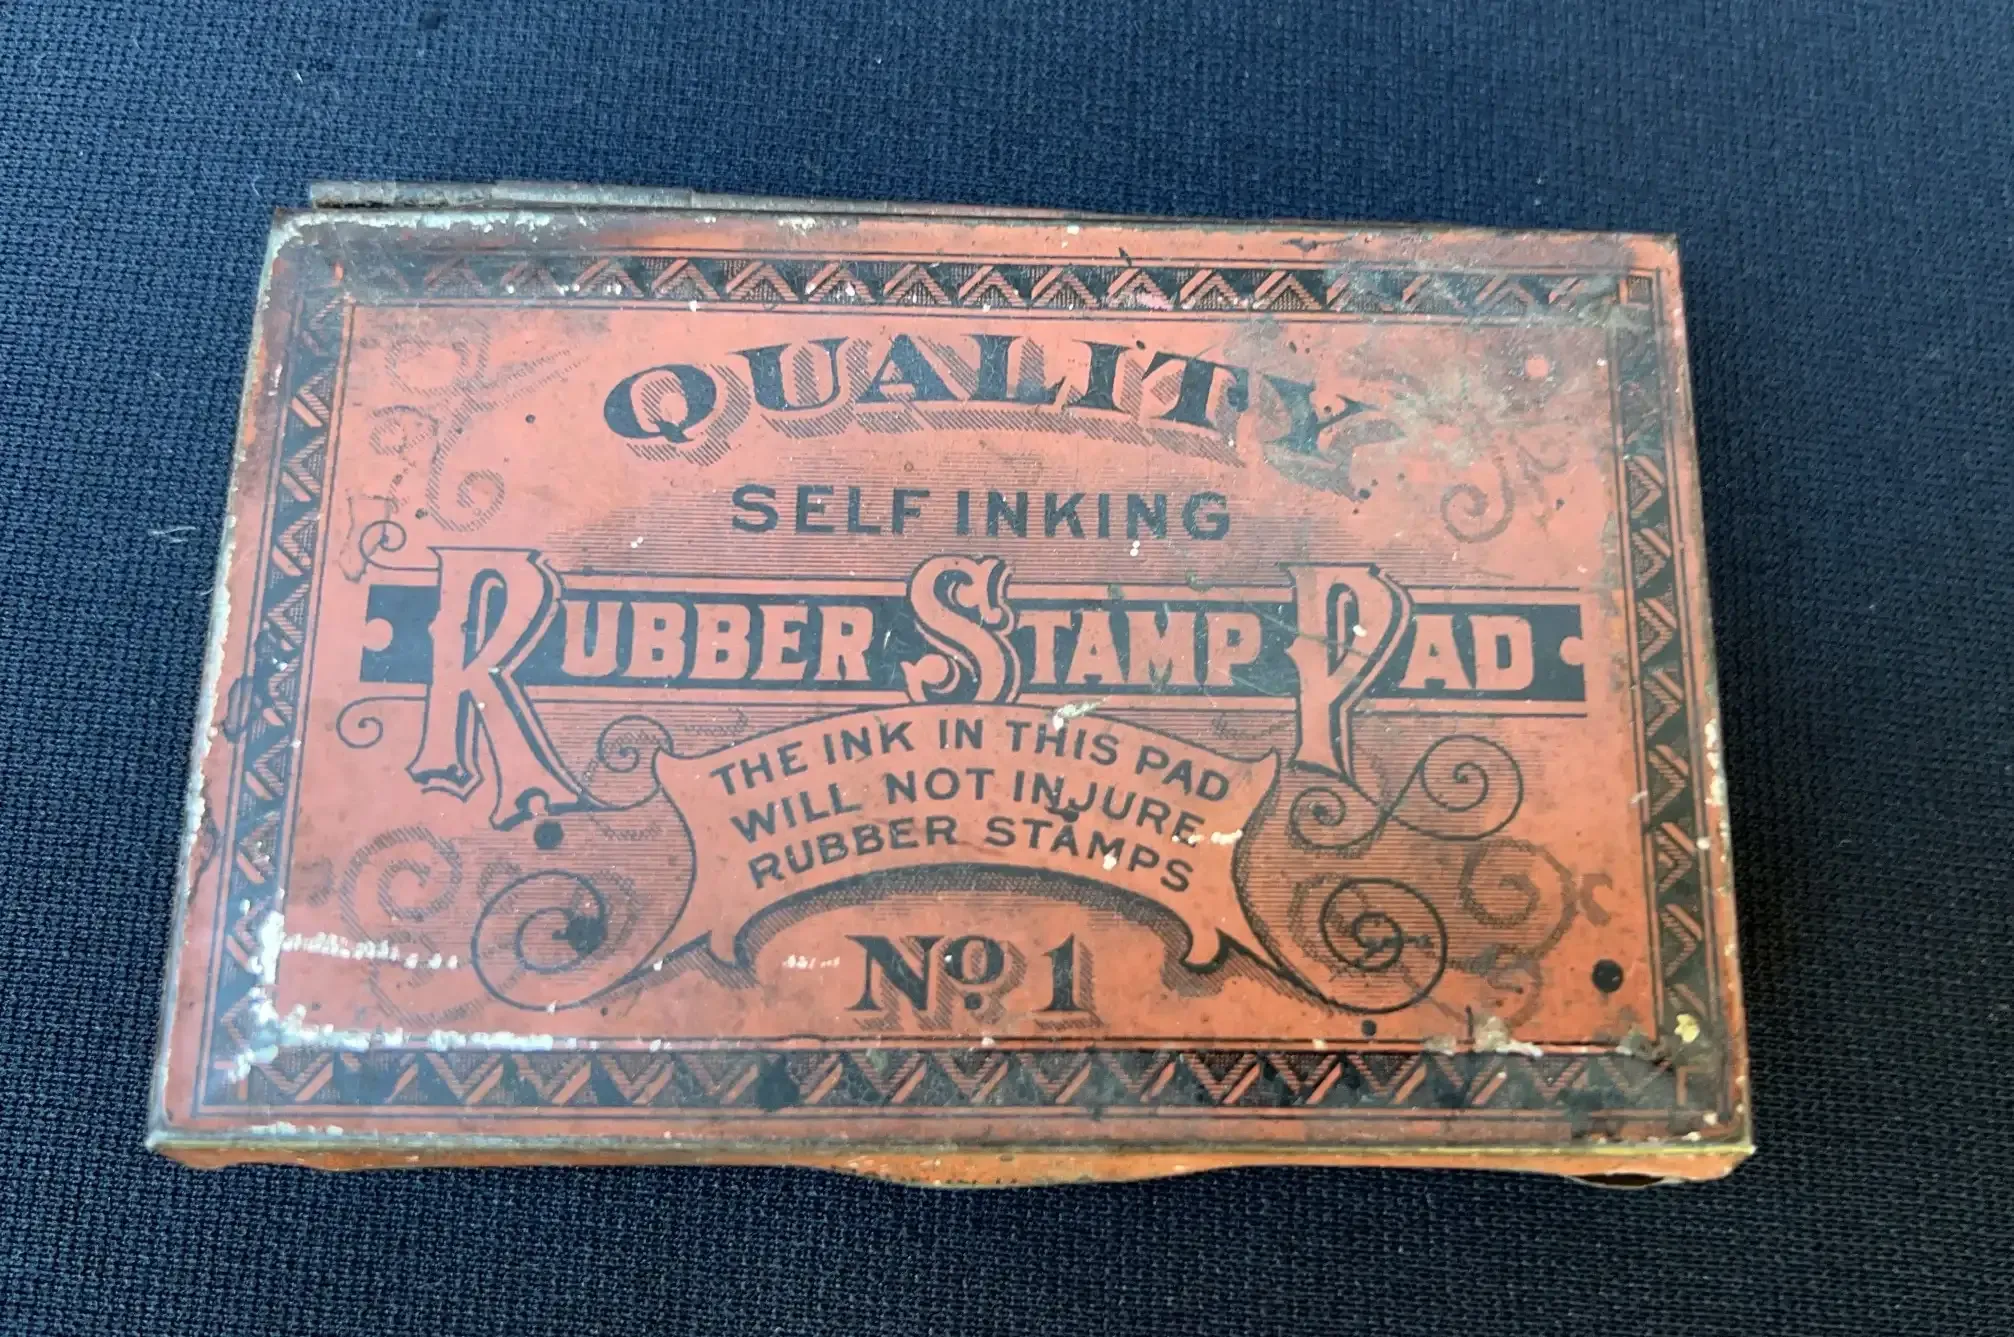 QUALITY
SELF INKING
RUBBER STAMP PAD
THE INK IN THIS PAD
WILL NOT INJURE
RUBBER STAMPS
No. 1